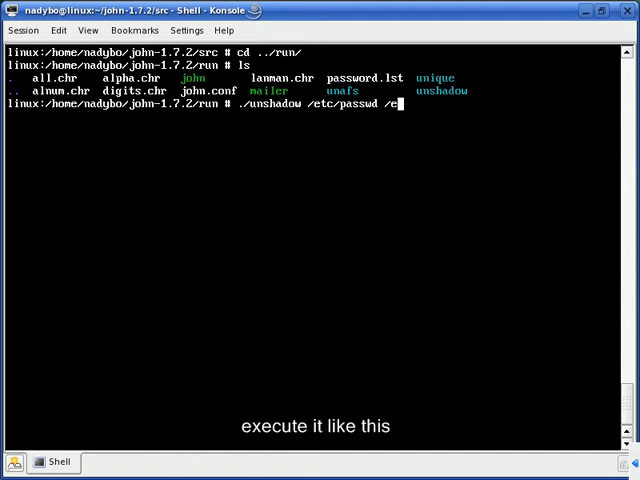 nadybo@linux:~/john-1.7.2/src - Shell - Konsole
Session Edit View Bookmarks Settings Help
linux:/home/nadybo/john-1.7.2/src # cd ../run/
linux:/home/nadybo/john-1.7.2/run # ls
. all.chr alpha.chr john lanman.chr password.lst unique
.. alnum.chr digits.chr john.conf mailer unafs unshadow
linux:/home/nadybo/john-1.7.2/run # ./unshadow /etc/passwd /e
execute it like this
Shell